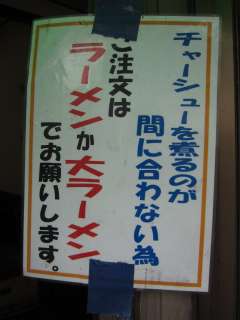 チャーシューを煮るのが
間に合わない為
ご注文は
ラーメンか大ラーメン
でお願いします。